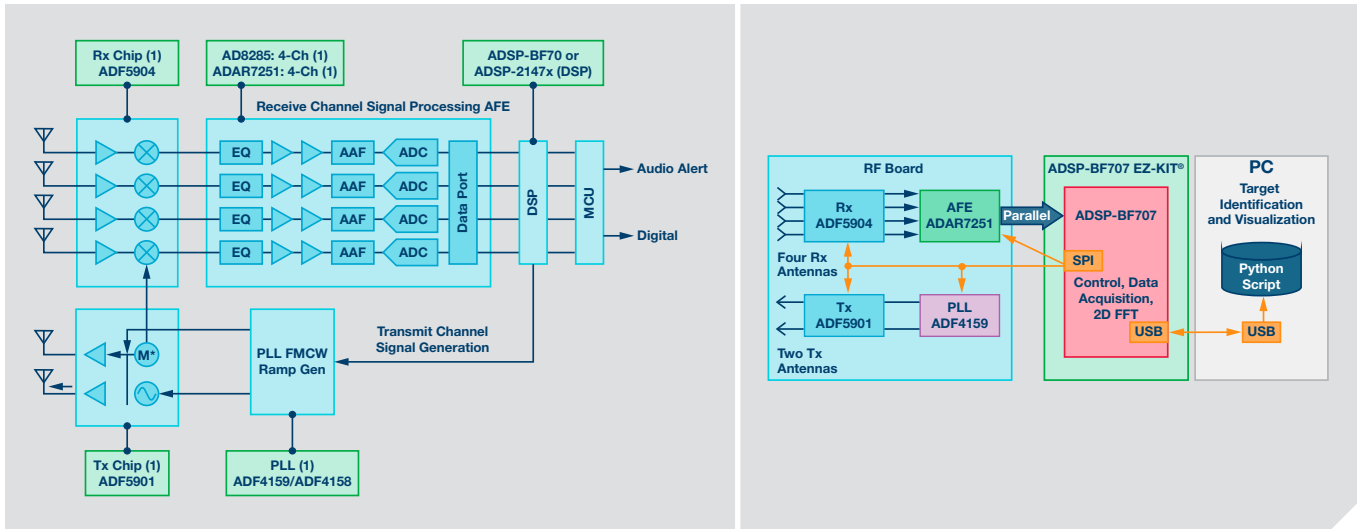 Rx Chip (1)
ADF5904
AD8285: 4-Ch (1)
ADAR7251: 4-Ch (1)
ADSP-BF70 or
ADSP-2147x (DSP)
Receive Channel Signal Processing AFE
EQ
AAF
ADC
EQ
AAF
ADC
EQ
AAF
ADC
EQ
AAF
ADC
Data Port
DSP
MCU
Audio Alert
Digital
M*
PLL FMCW
Ramp Gen
Transmit Channel
Signal Generation
Tx Chip (1)
ADF5901
PLL (1)
ADF4159/ADF4158
RF Board
Rx
ADF5904
AFE
ADAR7251
Parallel
Four Rx
Antennas
Tx
ADF5901
PLL
ADF4159
Two Tx
Antennas
ADSP-BF707 EZ-KIT®
ADSP-BF707
SPI
Control, Data
Acquisition,
2D FFT
USB
PC
Target
Identification
and Visualization
Python
Script
USB